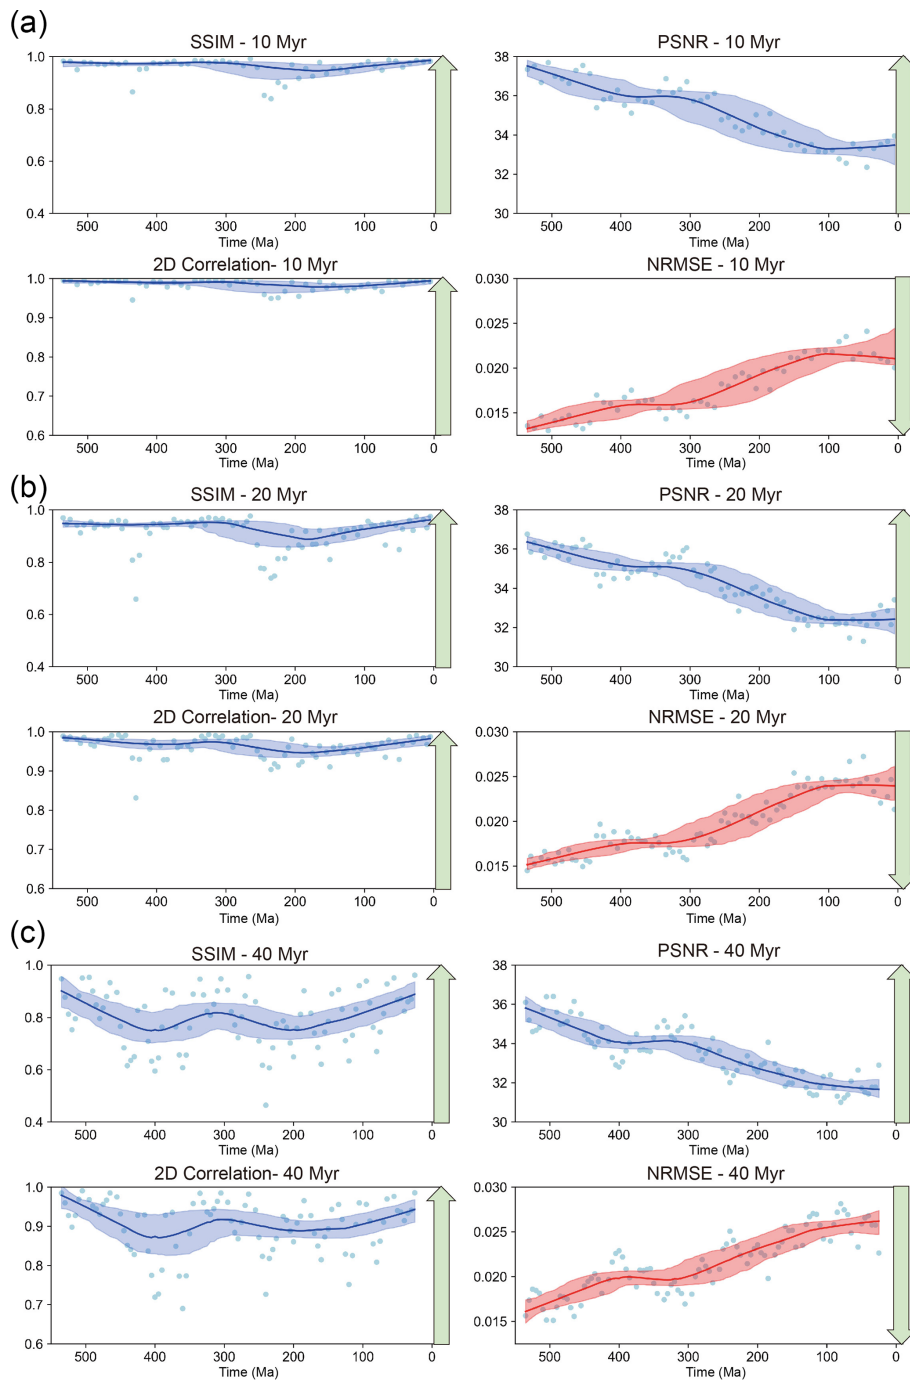 (a)
SSIM - 10 Myr
1.0
0.8
0.6
0.4
500 400 300 200 100 0
Time (Ma)
PSNR - 10 Myr
38
36
34
32
30
500 400 300 200 100 0
Time (Ma)
2D Correlation- 10 Myr
1.0
0.9
0.8
0.7
0.6
500 400 300 200 100 0
Time (Ma)
NRMSE - 10 Myr
0.030
0.025
0.020
0.015
500 400 300 200 100 0
Time (Ma)
(b)
SSIM - 20 Myr
1.0
0.8
0.6
0.4
500 400 300 200 100 0
Time (Ma)
PSNR - 20 Myr
38
36
34
32
30
500 400 300 200 100 0
Time (Ma)
2D Correlation- 20 Myr
1.0
0.9
0.8
0.7
0.6
500 400 300 200 100 0
Time (Ma)
NRMSE - 20 Myr
0.030
0.025
0.020
0.015
500 400 300 200 100 0
Time (Ma)
(c)
SSIM - 40 Myr
1.0
0.8
0.6
0.4
500 400 300 200 100 0
Time (Ma)
PSNR - 40 Myr
38
36
34
32
30
500 400 300 200 100 0
Time (Ma)
2D Correlation- 40 Myr
1.0
0.9
0.8
0.7
0.6
500 400 300 200 100 0
Time (Ma)
NRMSE - 40 Myr
0.030
0.025
0.020
0.015
500 400 300 200 100 0
Time (Ma)